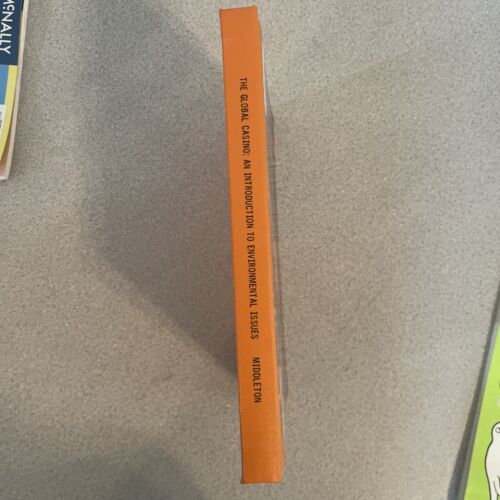 McNALLY
THE GLOBAL CASINO: AN INTRODUCTION TO ENVIRONMENTAL ISSUES MIDDLETON